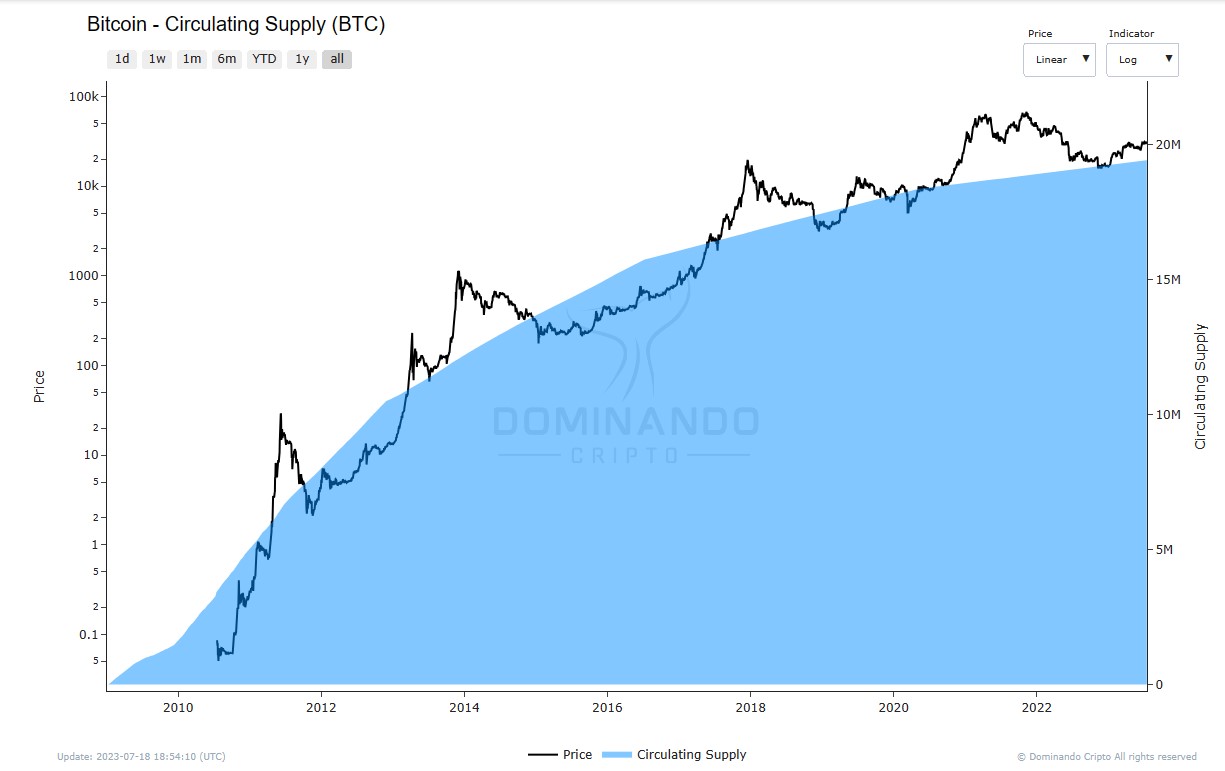 Bitcoin - Circulating Supply (BTC)
1d 1w 1m 6m YTD 1y all
Price Indicator
Linear ▼ Log ▼
100k
5
2
10k
5
2
1000
5
2
100
5
2
10
5
2
1
5
2
0.1
5
Price
20M
15M
10M
5M
0
Circulating Supply
DOMINANDO
CRIPTO
2010 2012 2014 2016 2018 2020 2022
Price Circulating Supply
Update: 2023-07-18 18:54:10 (UTC)
© Dominando Cripto All rights reserved